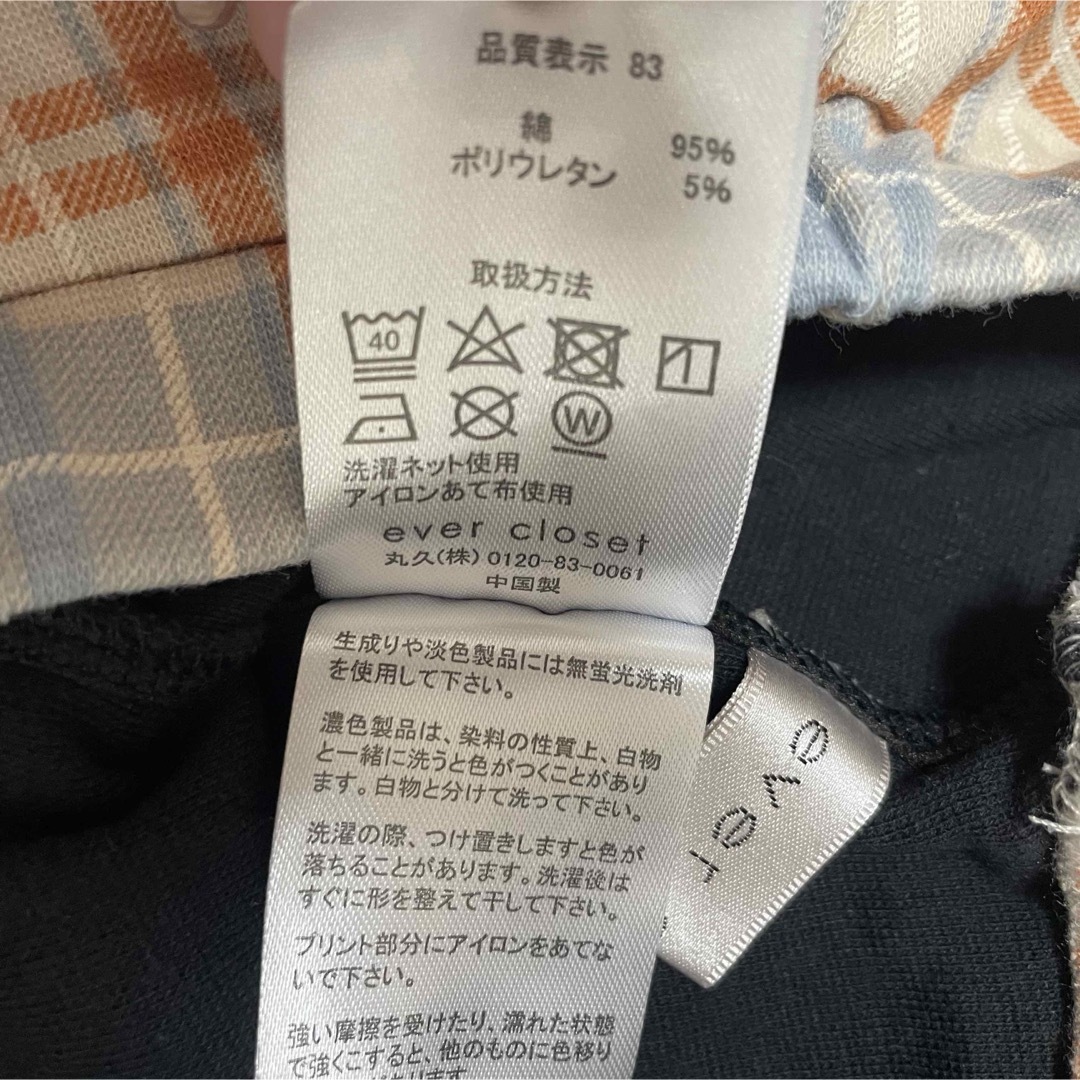 品質表示 83
綿 95%
ポリウレタン 5%
取扱方法
40
W
洗濯ネット使用
アイロンあて布使用
ever closet
丸久(株) 0120-83-0061
中国製
生成りや淡色製品には無蛍光洗剤
を使用して下さい。
濃色製品は、染料の性質上、白物
と一緒に洗うと色がつくことがあり
ます。白物と分けて洗って下さい。
洗濯の際、つけ置きしますと色が
落ちることがあります。洗濯後は
すぐに形を整えて干して下さい。
プリント部分にアイロンをあてな
いで下さい。
強い摩擦を受けたり、濡れた状態
で強くこすると、他のものに色移り
ever